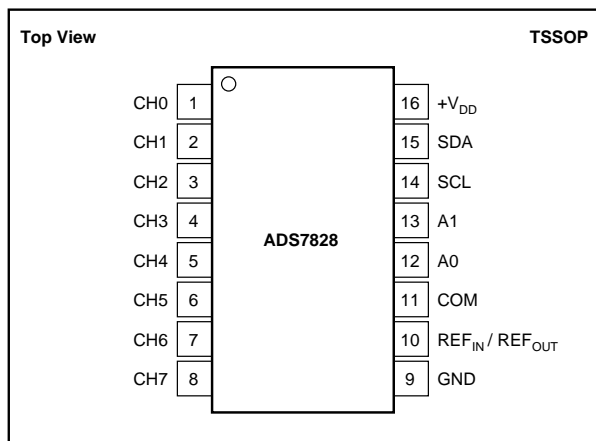 Top View TSSOP
CH0 1 16 +VDD
CH1 2 15 SDA
CH2 3 14 SCL
CH3 4 13 A1
ADS7828
CH4 5 12 A0
CH5 6 11 COM
CH6 7 10 REFIN / REFOUT
CH7 8 9 GND